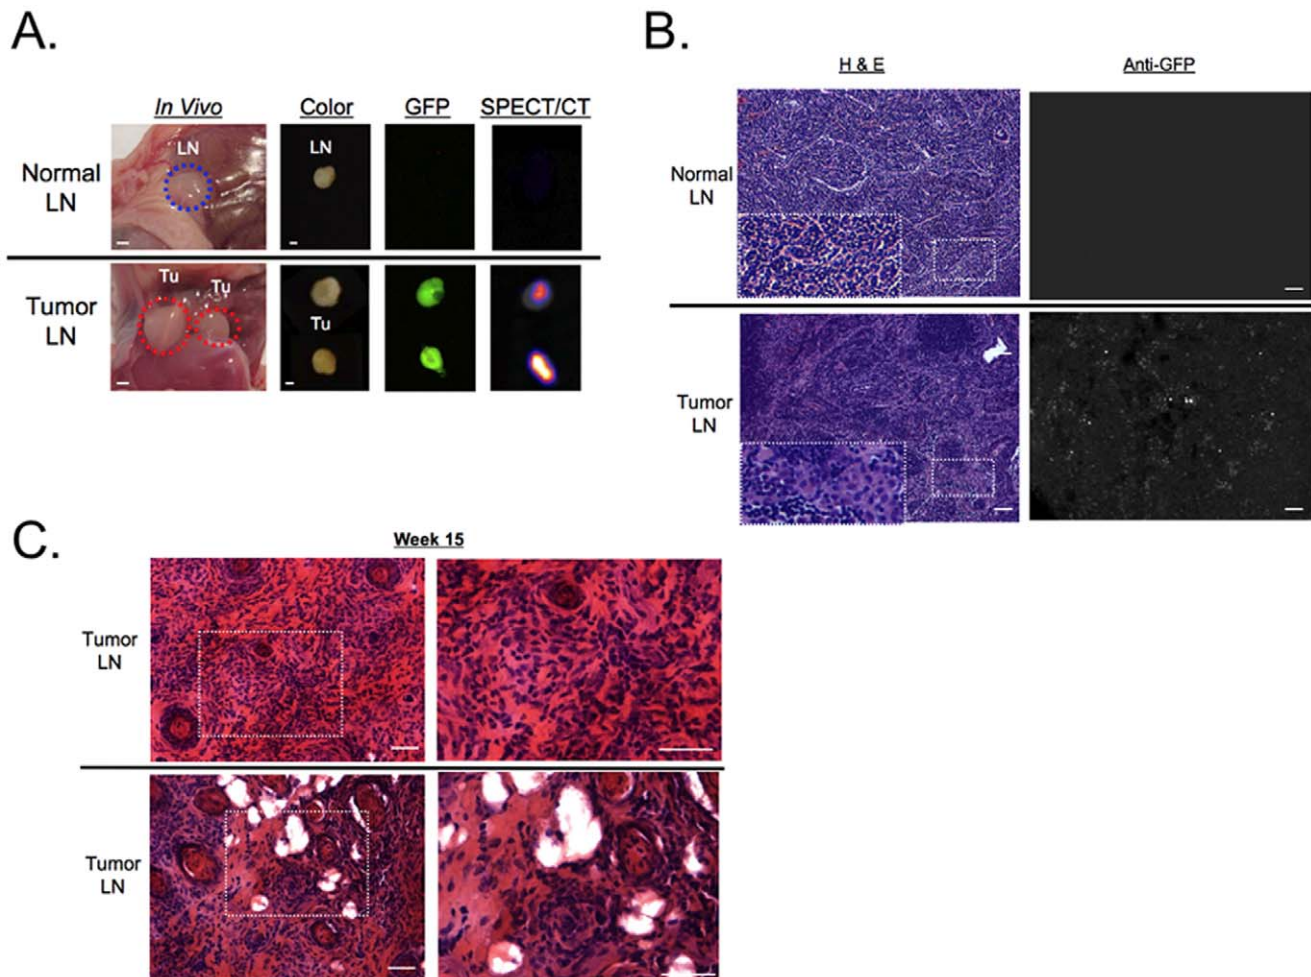 A.
In Vivo
Color
GFP
SPECT/CT
Normal
LN
LN
LN
Tumor
LN
Tu
Tu
Tu
B.
H & E
Anti-GFP
Normal
LN
Tumor
LN
C.
Week 15
Tumor
LN
Tumor
LN